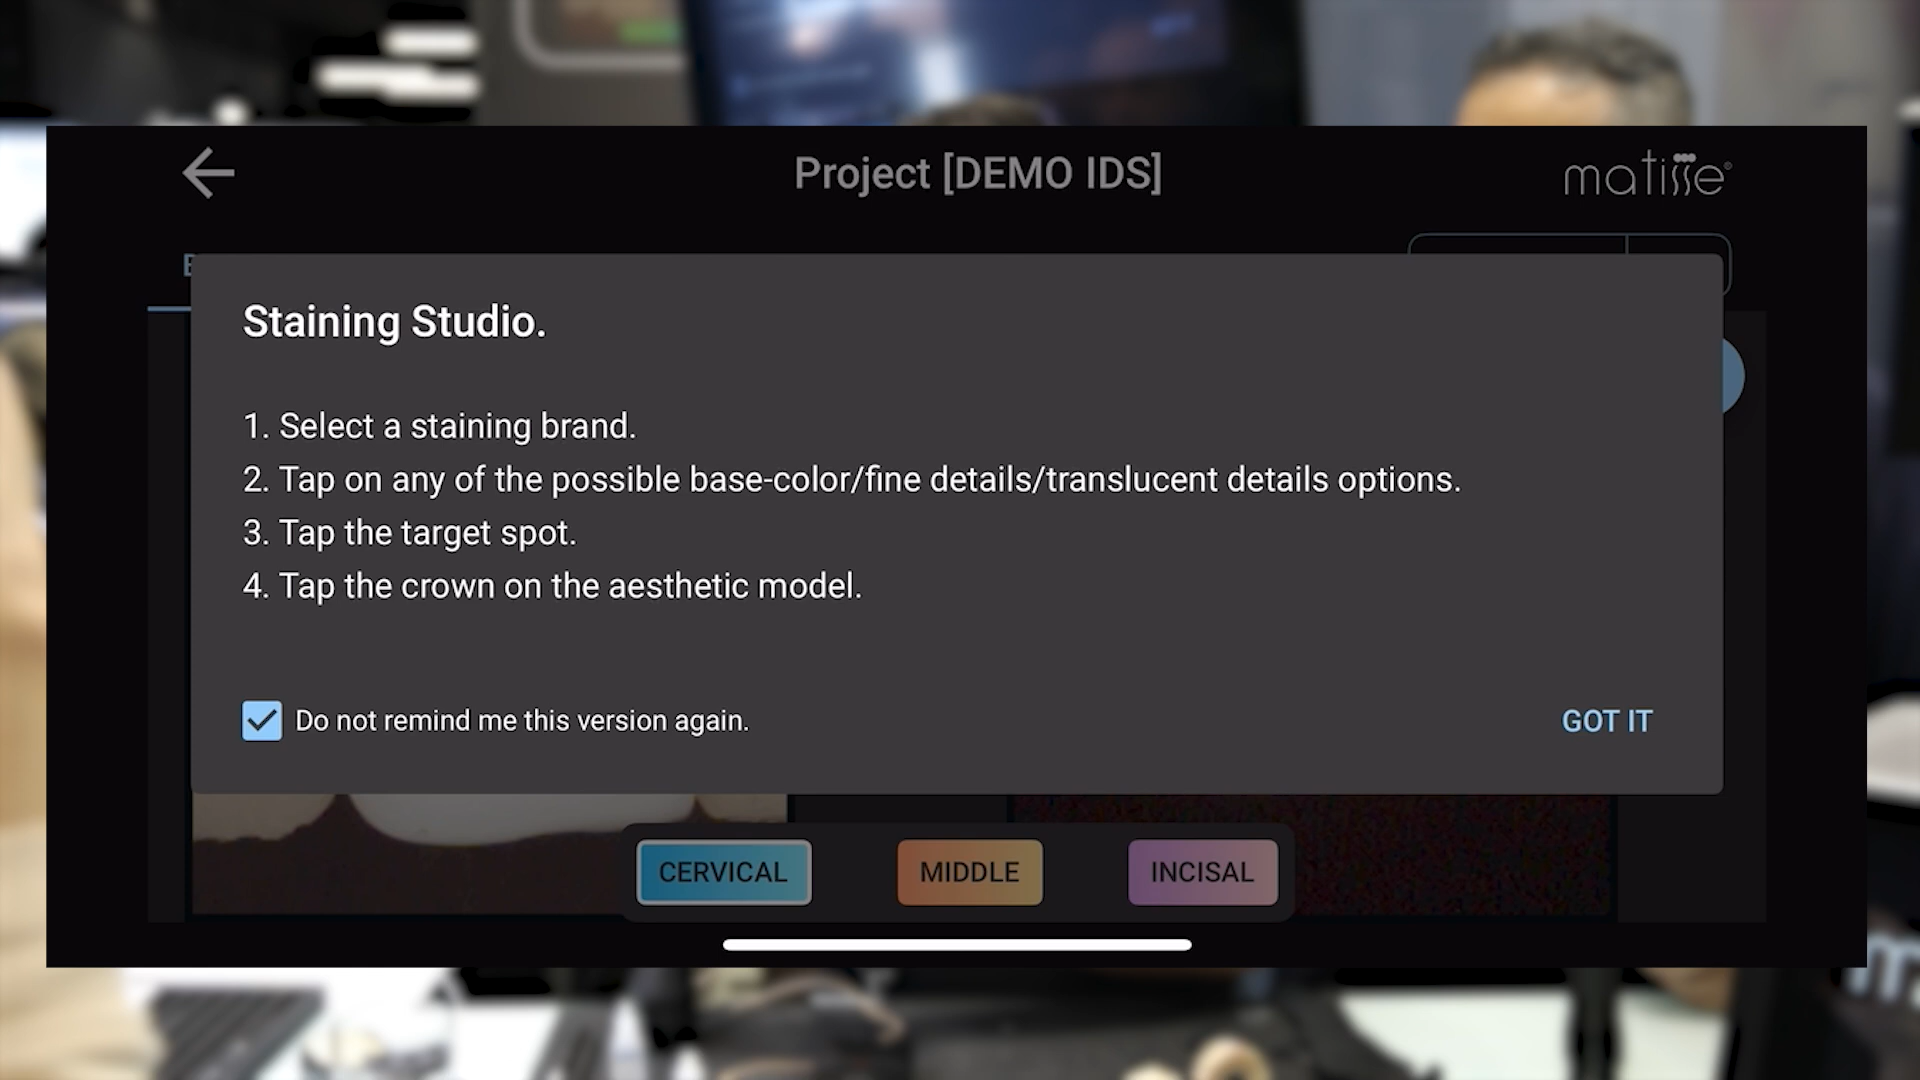 Project [DEMO IDS]
matisse
Staining Studio.
1. Select a staining brand.
2. Tap on any of the possible base-color/fine details/translucent details options.
3. Tap the target spot.
4. Tap the crown on the aesthetic model.
Do not remind me this version again.
GOT IT
CERVICAL
MIDDLE
INCISAL